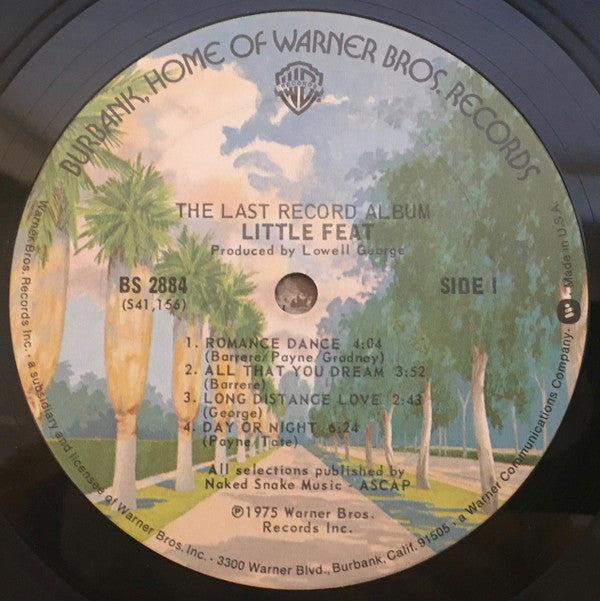 BURBANK, HOME OF WARNER BROS. RECORDS
WB
RECORDS
THE LAST RECORD ALBUM
LITTLE FEAT
Produced by Lowell George
BS 2884
(S41,156)
SIDE 1
1. ROMANCE DANCE 4:04
(Barrere/Payne/Gradney)
2. ALL THAT YOU DREAM 3:52
(Barrere)
3. LONG DISTANCE LOVE 2:43
(George)
4. DAY OR NIGHT 6:24
(Payne/Tate)
All selections published by
Naked Snake Music - ASCAP
℗1975 Warner Bros.
Records Inc.
Warner Bros. Records Inc. • a subsidiary and licensee of Warner Bros. Inc. • 3300 Warner Blvd., Burbank, Calif. 91505 • a Warner Communications Company • Made in U.S.A.